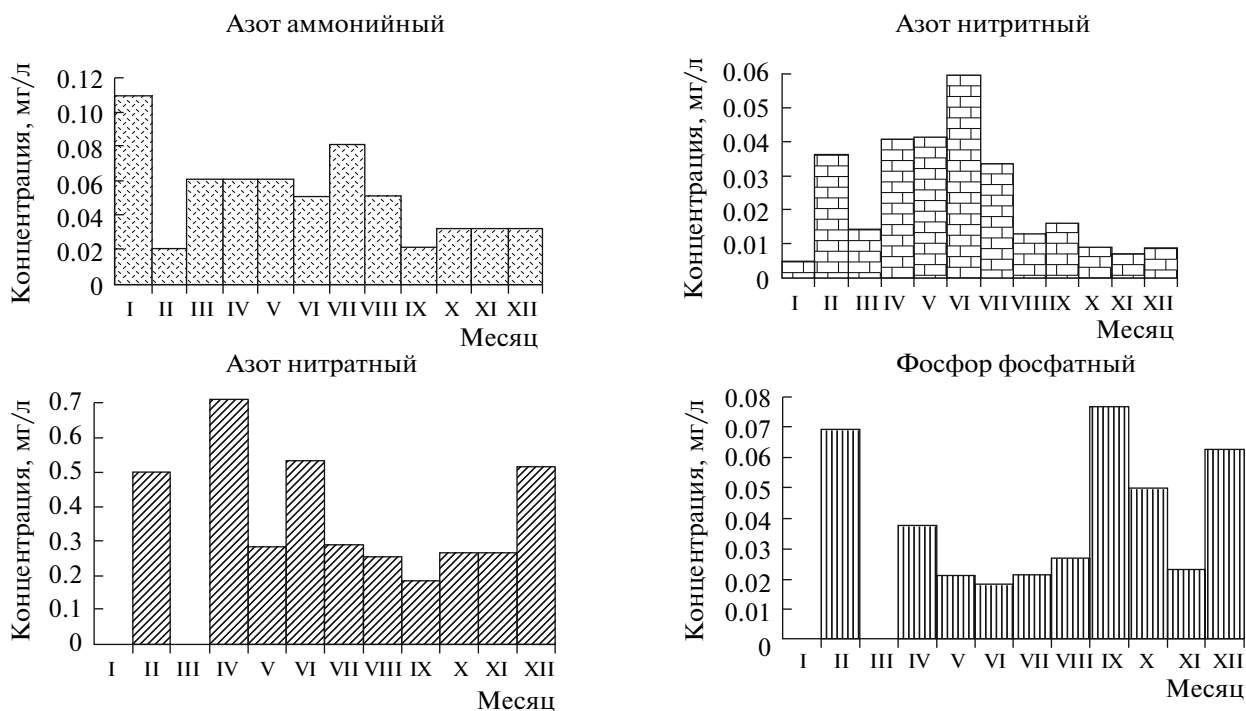 Азот аммонийный
Концентрация, мг/л
0.12
0.10
0.08
0.06
0.04
0.02
0
I II III IV V VI VII VIII IX X XI XII
Месяц
Азот нитритный
Концентрация, мг/л
0.06
0.05
0.04
0.03
0.02
0.01
0
I II III IV V VI VII VIII IX X XI XII
Месяц
Азот нитратный
Концентрация, мг/л
0.7
0.6
0.5
0.4
0.3
0.2
0.1
0
I II III IV V VI VII VIII IX X XI XII
Месяц
Фосфор фосфатный
Концентрация, мг/л
0.08
0.07
0.06
0.05
0.04
0.03
0.02
0.01
0
I II III IV V VI VII VIII IX X XI XII
Месяц